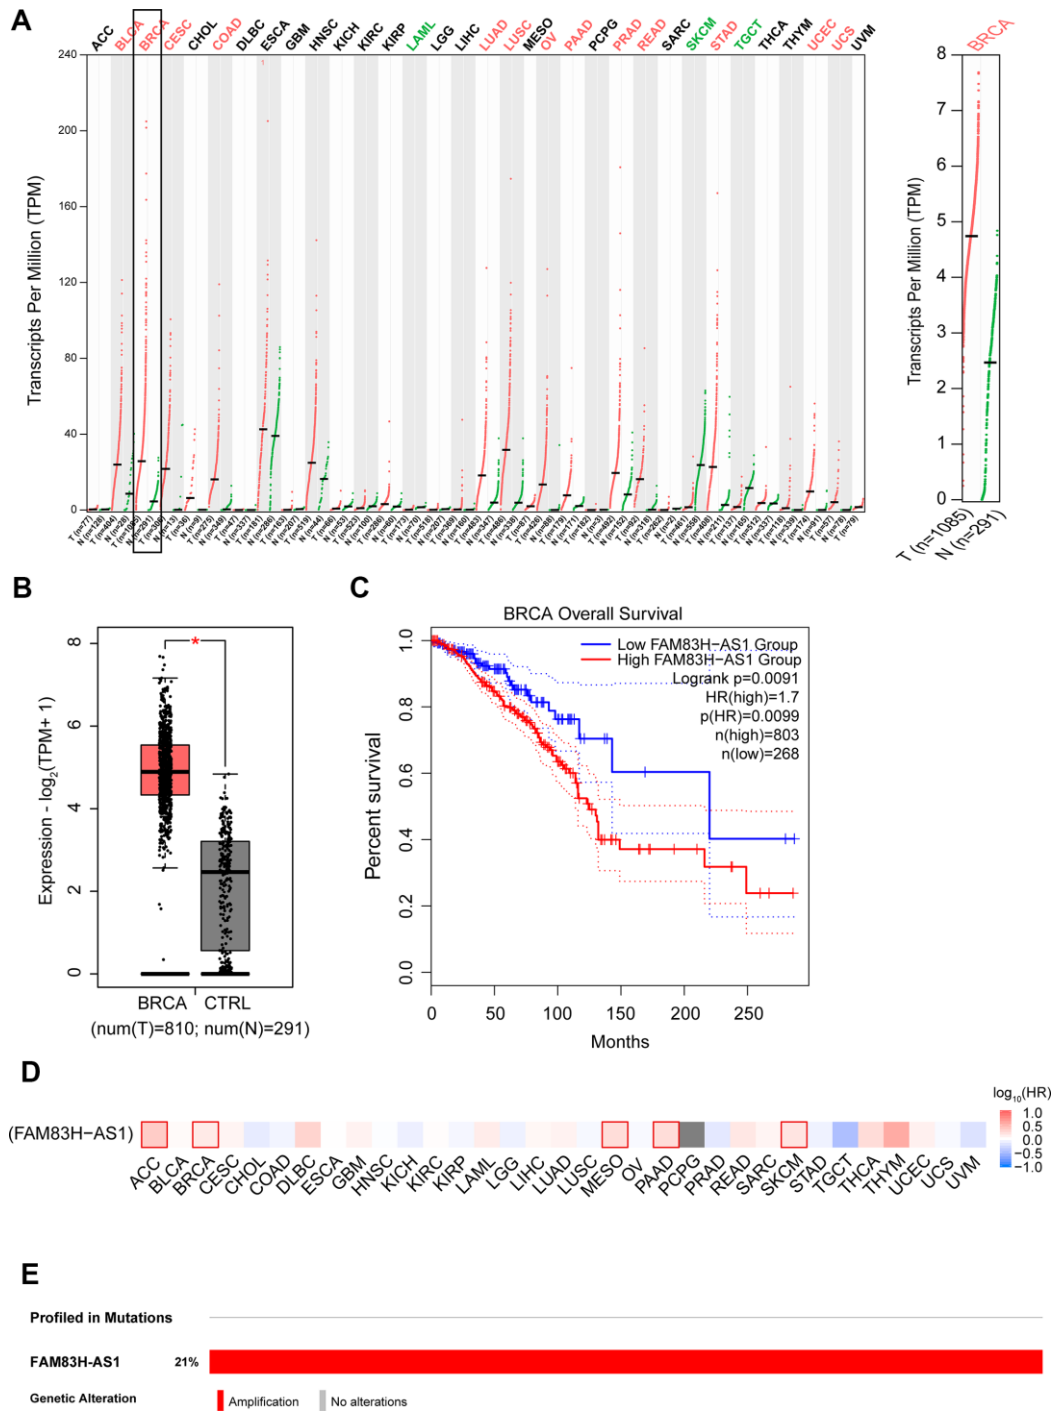 A
ACC BLCA BRCA CESC CHOL COAD DLBC ESCA GBM HNSC KICH KIRC KIRP LAML LGG LIHC LUAD LUSC MESO OV PAAD PCPG PRAD READ SARC SKCM STAD TGCT THCA THYM UCEC UCS UVM
BRCA
Transcripts Per Million (TPM)
240
200
160
120
80
40
0
Transcripts Per Million (TPM)
8
7
6
5
4
3
2
1
0
T (n=1085)
N (n=291)
B
Expression - log2(TPM+ 1)
8
6
4
2
0
*
BRCA CTRL
(num(T)=810; num(N)=291)
C
BRCA Overall Survival
Low FAM83H−AS1 Group
High FAM83H−AS1 Group
Logrank p=0.0091
HR(high)=1.7
p(HR)=0.0099
n(high)=803
n(low)=268
Percent survival
1.0
0.8
0.6
0.4
0.2
0.0
0 50 100 150 200 250
Months
D
log10(HR)
1.0
0.5
0.0
−0.5
−1.0
(FAM83H−AS1)
ACC BLCA BRCA CESC CHOL COAD DLBC ESCA GBM HNSC KICH KIRC KIRP LAML LGG LIHC LUAD LUSC MESO OV PAAD PCPG PRAD READ SARC SKCM STAD TGCT THCA THYM UCEC UCS UVM
E
Profiled in Mutations
FAM83H-AS1 21%
Genetic Alteration Amplification No alterations